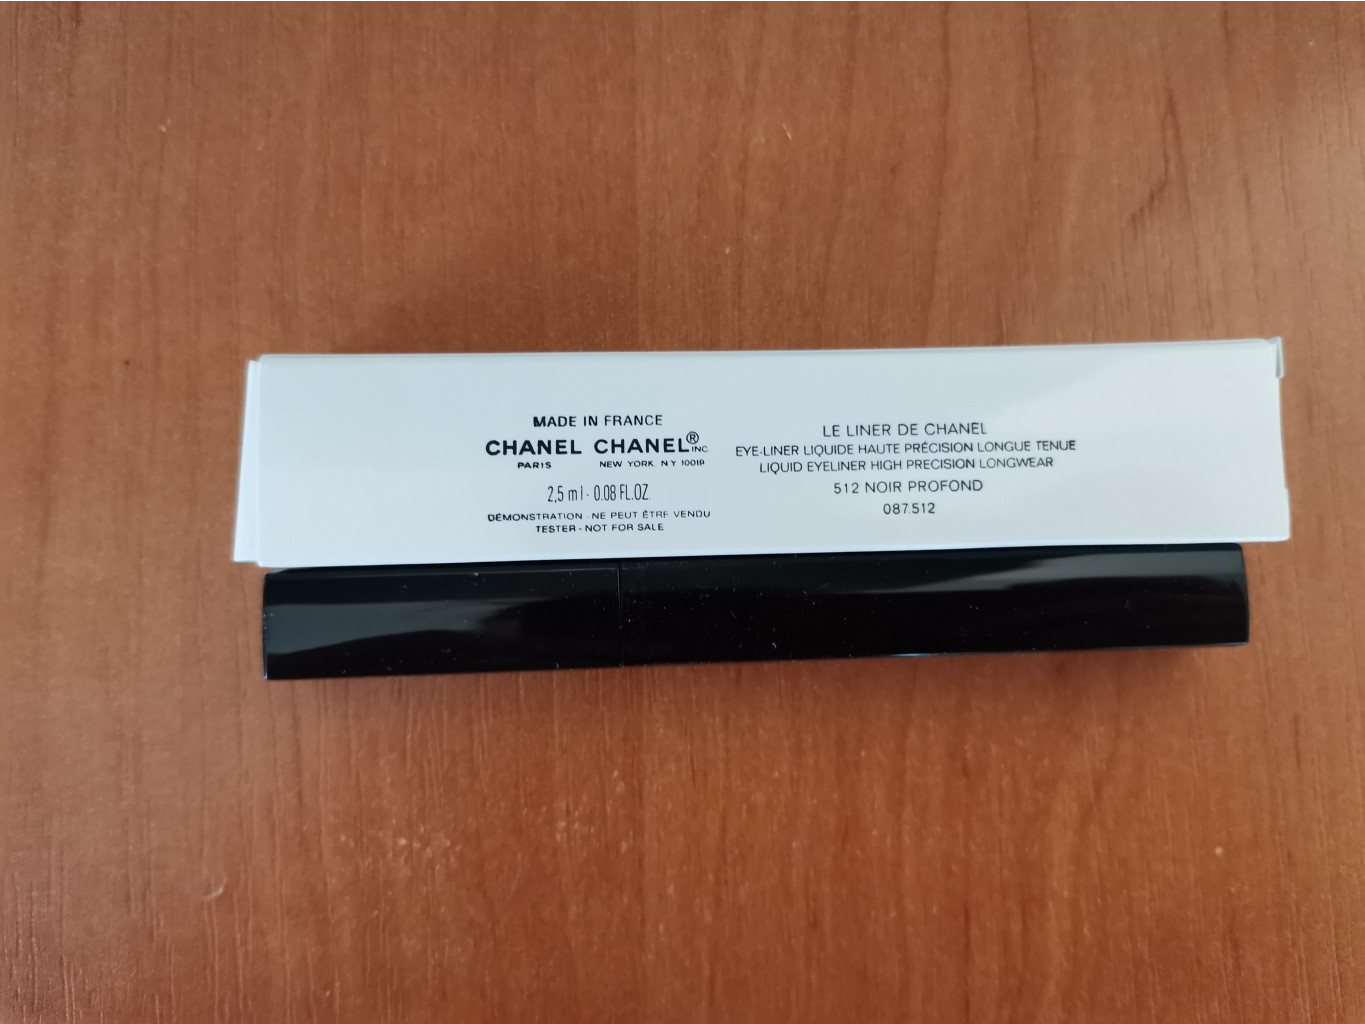 MADE IN FRANCE
CHANEL CHANEL® INC
PARIS NEW YORK NY 10019
2,5 ml - 0.08 FL.OZ.
DÉMONSTRATION - NE PEUT ÊTRE VENDU
TESTER - NOT FOR SALE
LE LINER DE CHANEL
EYE-LINER LIQUIDE HAUTE PRÉCISION LONGUE TENUE
LIQUID EYELINER HIGH PRECISION LONGWEAR
512 NOIR PROFOND
087.512